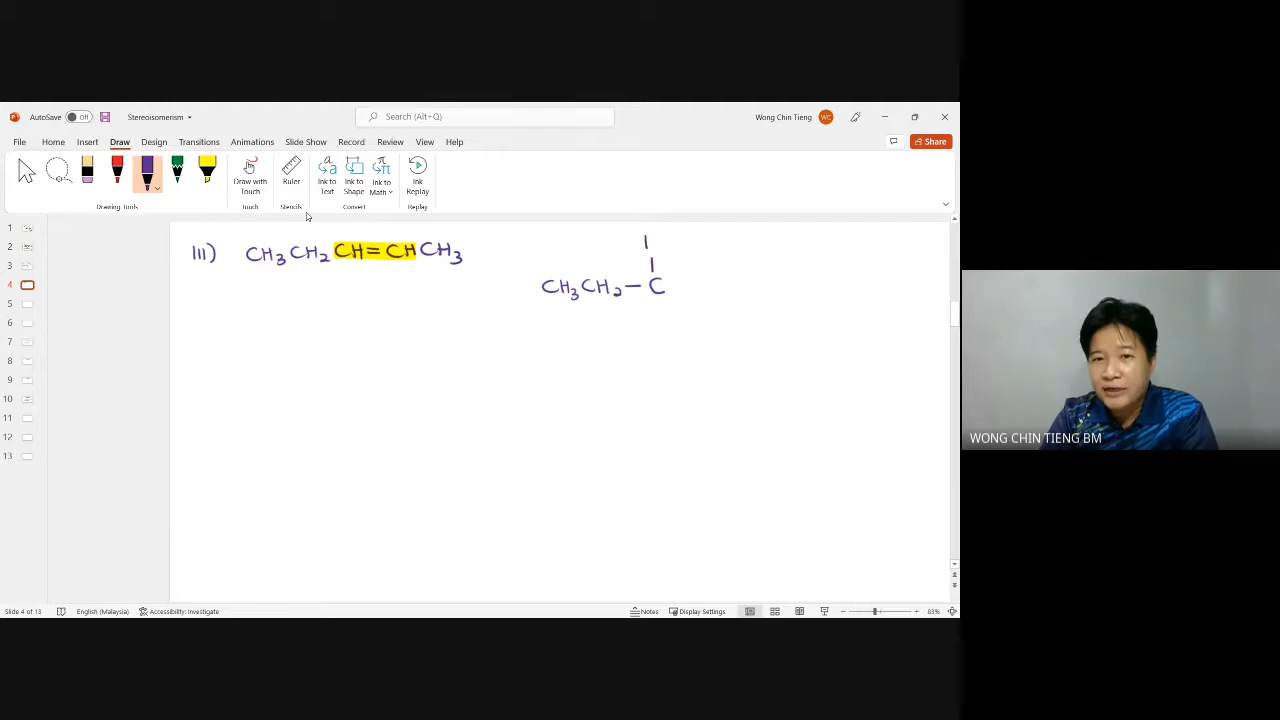 AutoSave Off Stereoisomerism Search (Alt+Q) Wong Chin Tieng WC
File Home Insert Draw Design Transitions Animations Slide Show Record Review View Help Share
Draw with Touch
Ruler
Ink to Text
Ink to Shape
Ink to Math
Ink Replay
Drawing Tools Touch Stencils Convert Replay
1
2
3
4
5
6
7
8
9
10
11
12
13
III) CH₃CH₂CH=CHCH₃
CH₃CH₂—C
WONG CHIN TIENG BM
Slide 4 of 13 English (Malaysia) Accessibility: Investigate Notes Display Settings 83%